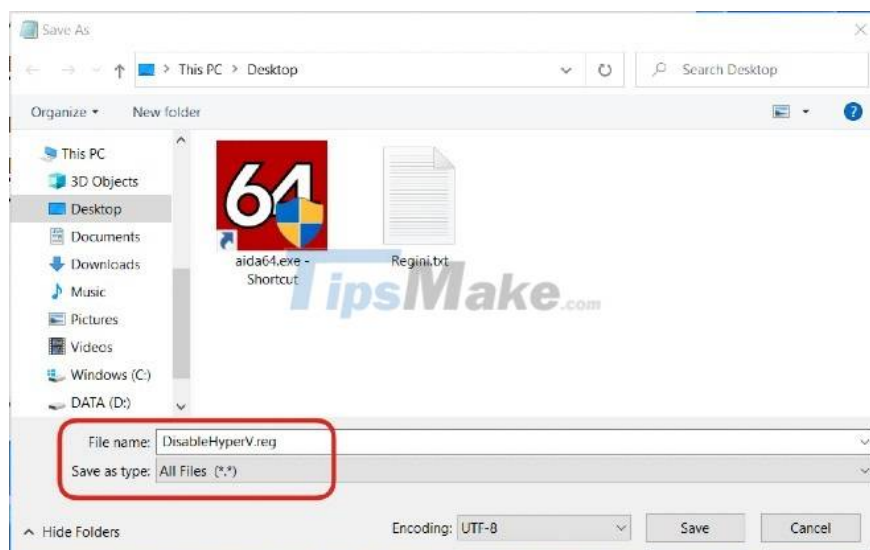 Save As
This PC > Desktop
Search Desktop
Organize
New folder
This PC
3D Objects
Desktop
Documents
Downloads
Music
Pictures
Videos
Windows (C:)
DATA (D:)
64
aida64.exe -
Shortcut
Regini.txt
TipsMake.com
File name: DisableHyperV.reg
Save as type: All Files (*.*)
Hide Folders
Encoding: UTF-8
Save
Cancel